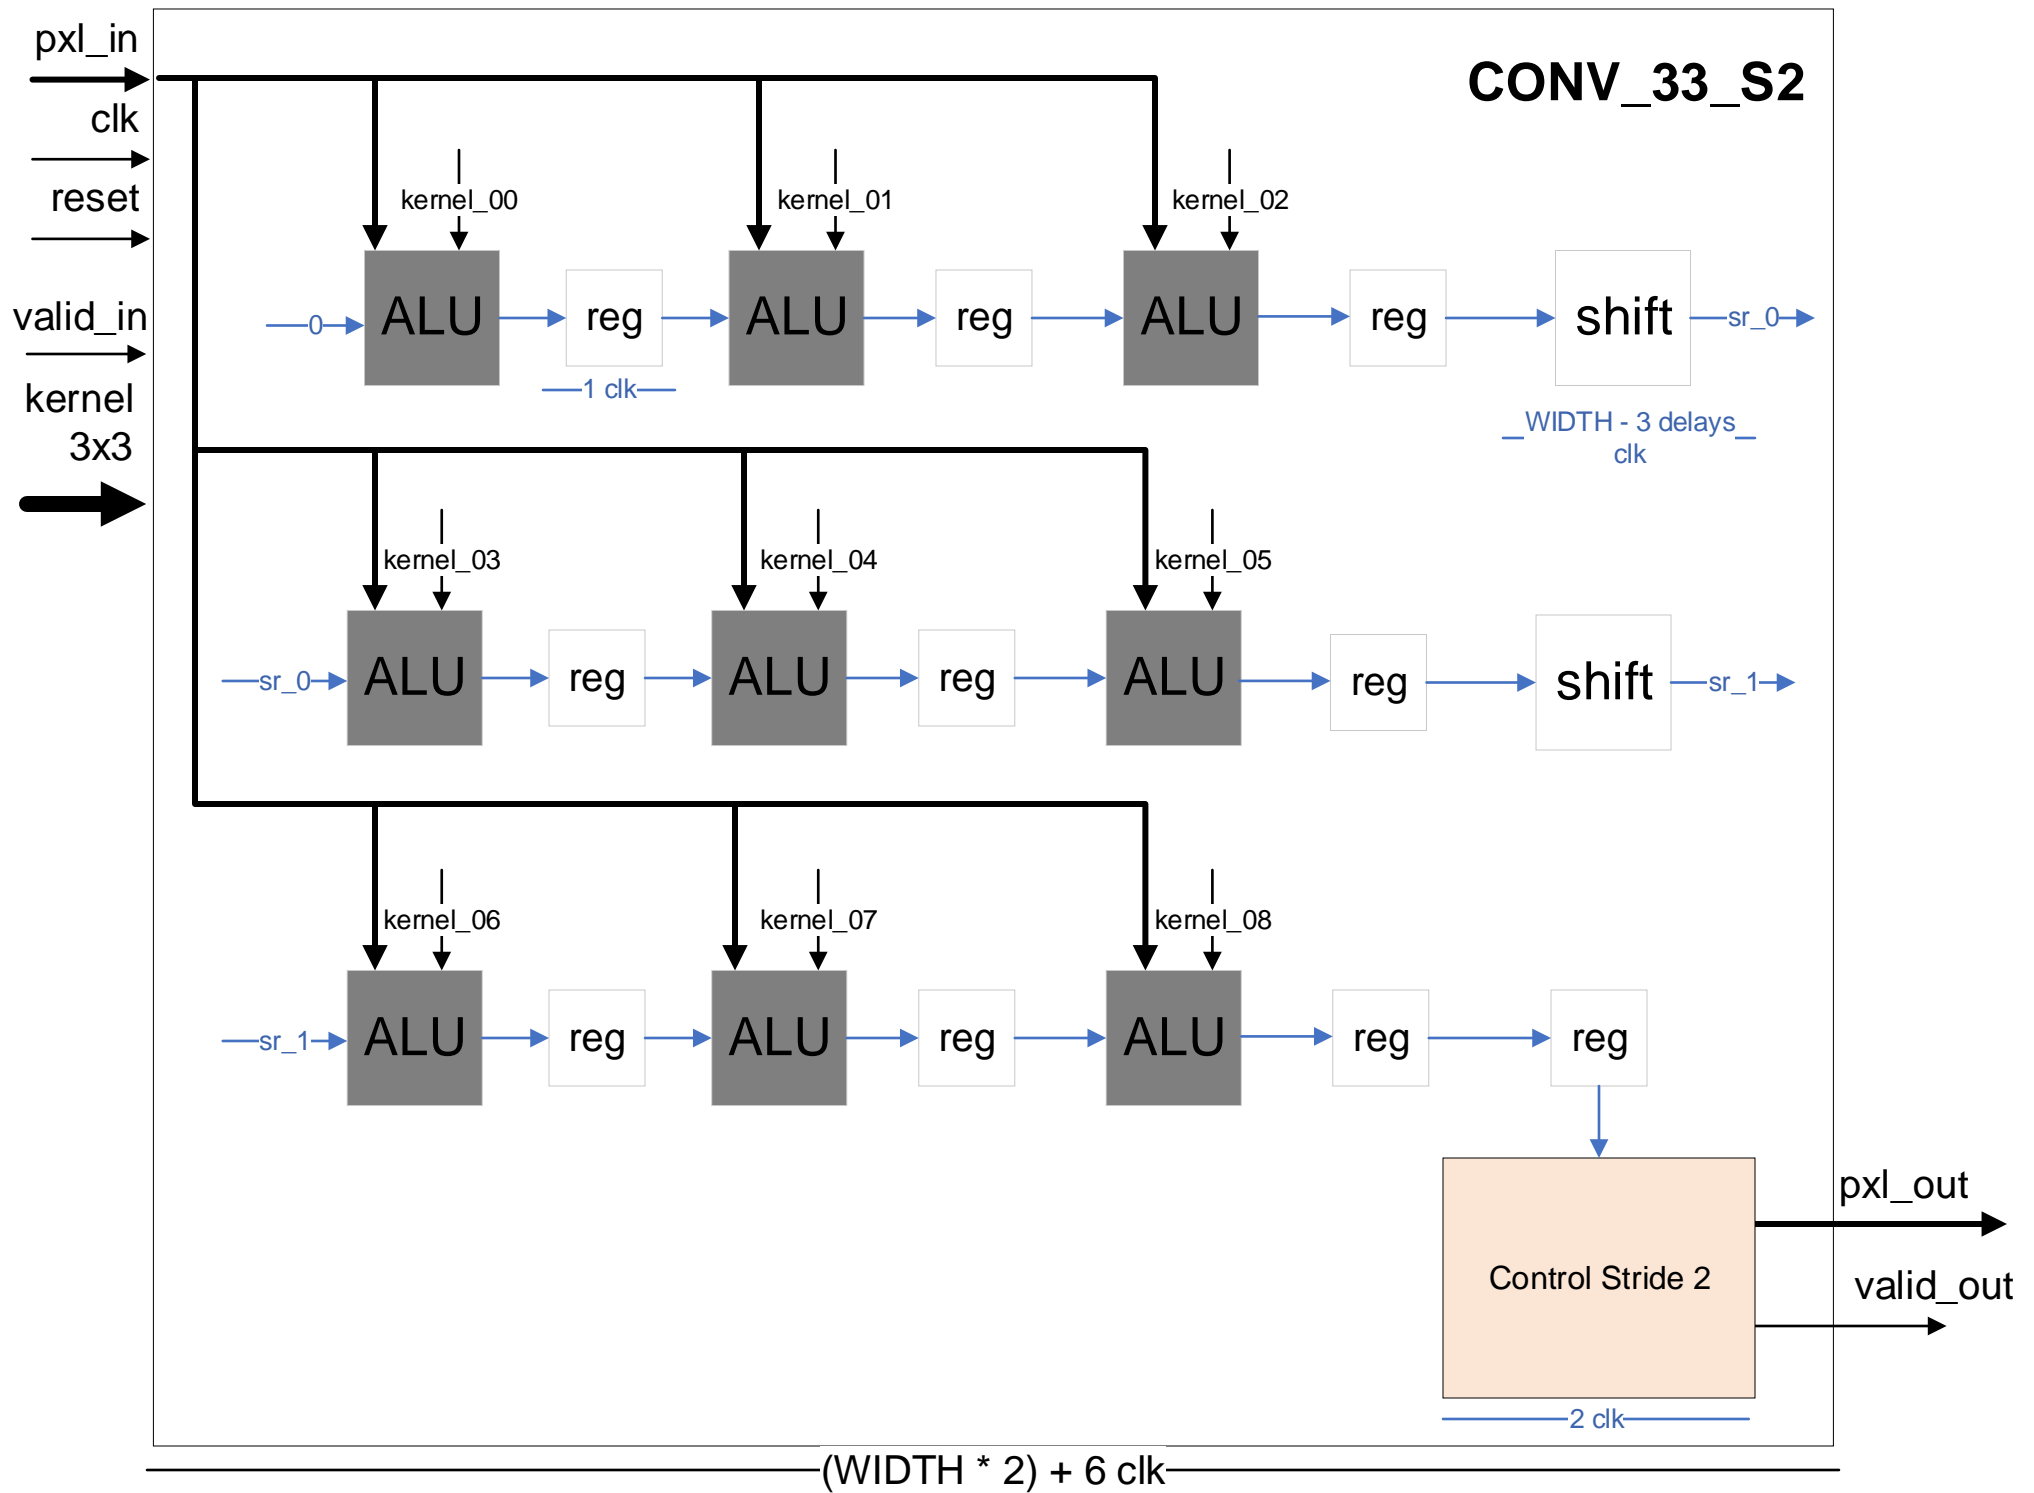 pxl_in
CONV_33_S2
clk
reset
kernel_00
kernel_01
kernel_02
valid_in
0
ALU
reg
ALU
reg
ALU
reg
shift
sr_0
1 clk
kernel
3x3
WIDTH - 3 delays
clk
kernel_03
kernel_04
kernel_05
sr_0
ALU
reg
ALU
reg
ALU
reg
shift
sr_1
kernel_06
kernel_07
kernel_08
sr_1
ALU
reg
ALU
reg
ALU
reg
reg
pxl_out
Control Stride 2
valid_out
2 clk
(WIDTH * 2) + 6 clk